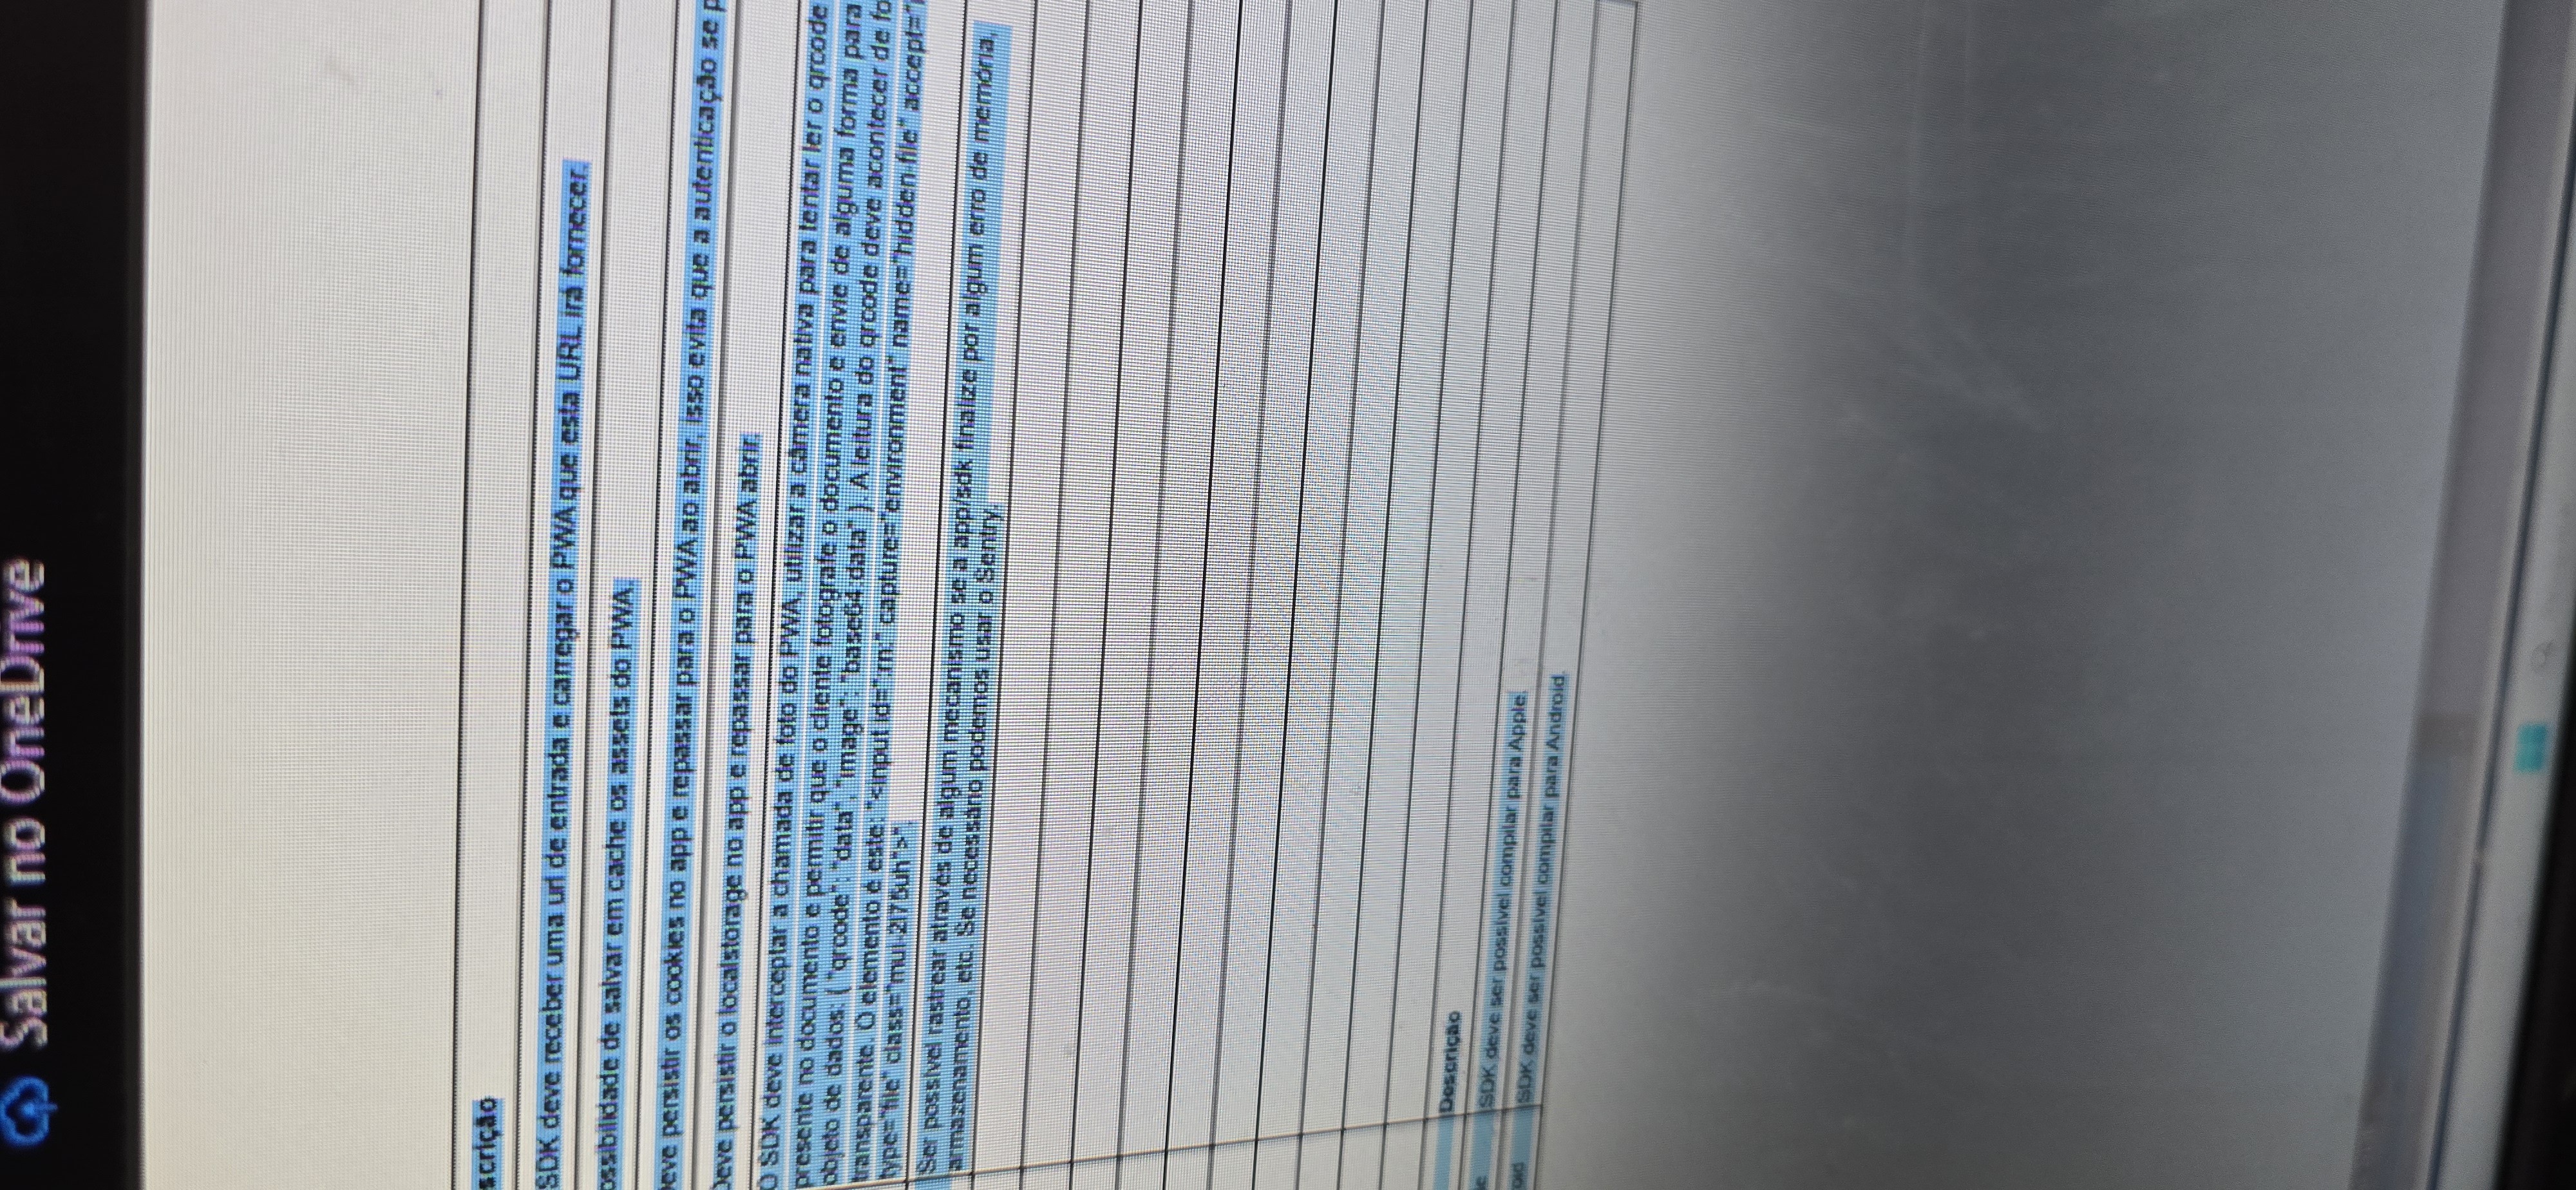 Salvar no OneDrive
scrição
SDK deve receber uma url de entrada e carregar o PWA que esta URL irá fornecer.
ossibilidade de salvar em cache os assets do PWA.
eve persistir os cookies no app e repassar para o PWA ao abrir, isso evita que a autenticação se p
Deve persistir o localstorage no app e repassar para o PWA abrir.
O SDK deve interceptar a chamada de foto do PWA, utilizar a câmera nativa para tentar ler o qrcode
presente no documento e permitir que o cliente fotografe o documento e envie de alguma forma para
objeto de dados: { "qrcode": "data", "image": "base64:data" }. A leitura do qrcode deve acontecer de fo
transparente. O elemento é este: "<input id=":rn:" capture="environment" name="hidden-file" accept="
type="file" class="mui-2l75uh">".
Ser possível rastrear através de algum mecanismo se a app/sdk finalize por algum erro de memória,
armazenamento, etc. Se necessário podemos usar o Sentry.
Descrição
le SDK deve ser possível compilar para Apple.
roid SDK deve ser possível compilar para Android.